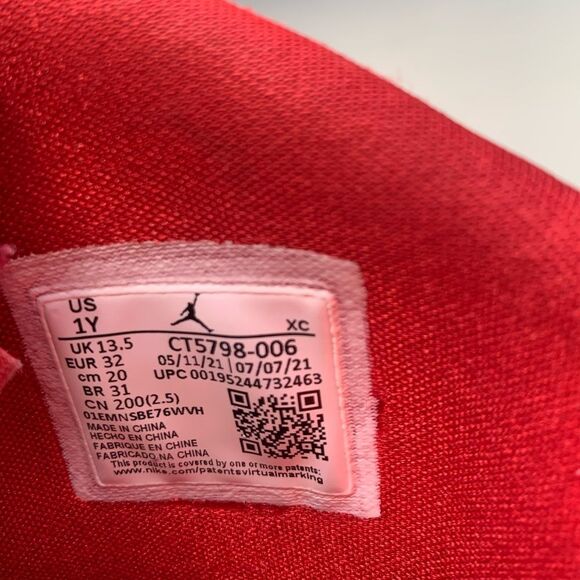 US
1Y
XC
UK 13.5
CT5798-006
EUR 32
05/11/21 | 07/07/21
cm 20
UPC 00195244732463
BR 31
CN 200(2.5)
01EMNSBE76WVH
MADE IN CHINA
HECHO EN CHINA
FABRIQUE EN CHINE
FABRICADO NA CHINA
This product is covered by one or more patents:
www.nike.com/patentsvirtualmarking